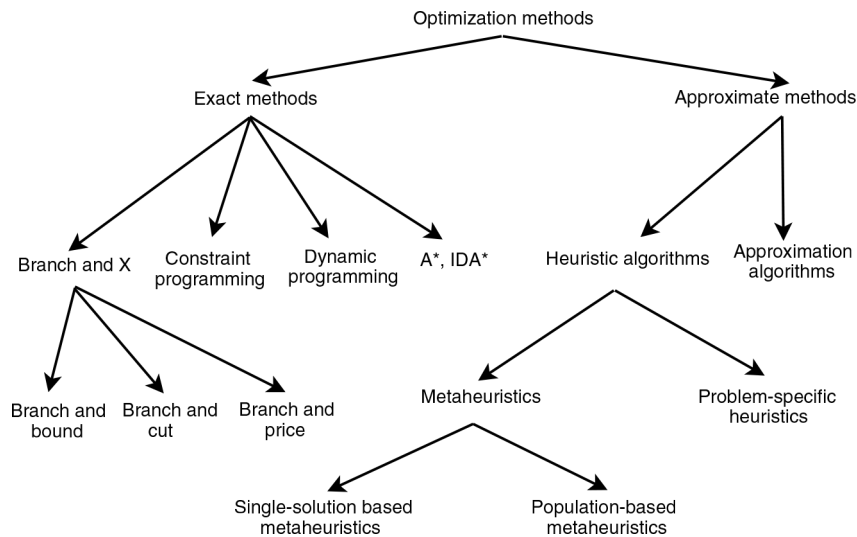 Optimization methods
Exact methods
Approximate methods
Branch and X
Constraint
programming
Dynamic
programming
A*, IDA*
Heuristic algorithms
Approximation
algorithms
Branch and
bound
Branch and
cut
Branch and
price
Metaheuristics
Problem-specific
heuristics
Single-solution based
metaheuristics
Population-based
metaheuristics